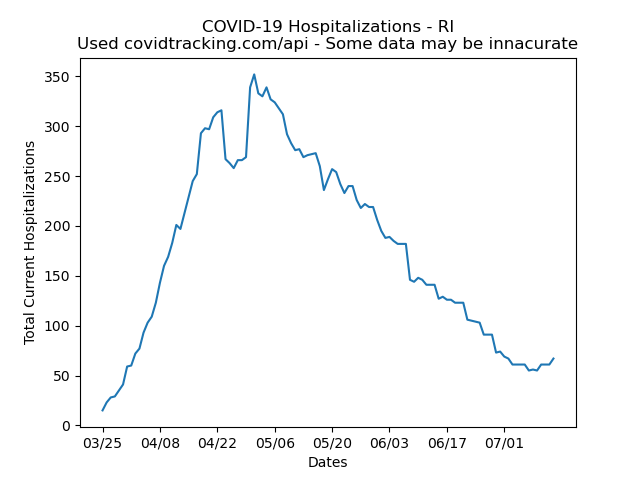 COVID-19 Hospitalizations - RI
Used covidtracking.com/api - Some data may be innacurate
Total Current Hospitalizations
350
300
250
200
150
100
50
0
03/25 04/08 04/22 05/06 05/20 06/03 06/17 07/01
Dates